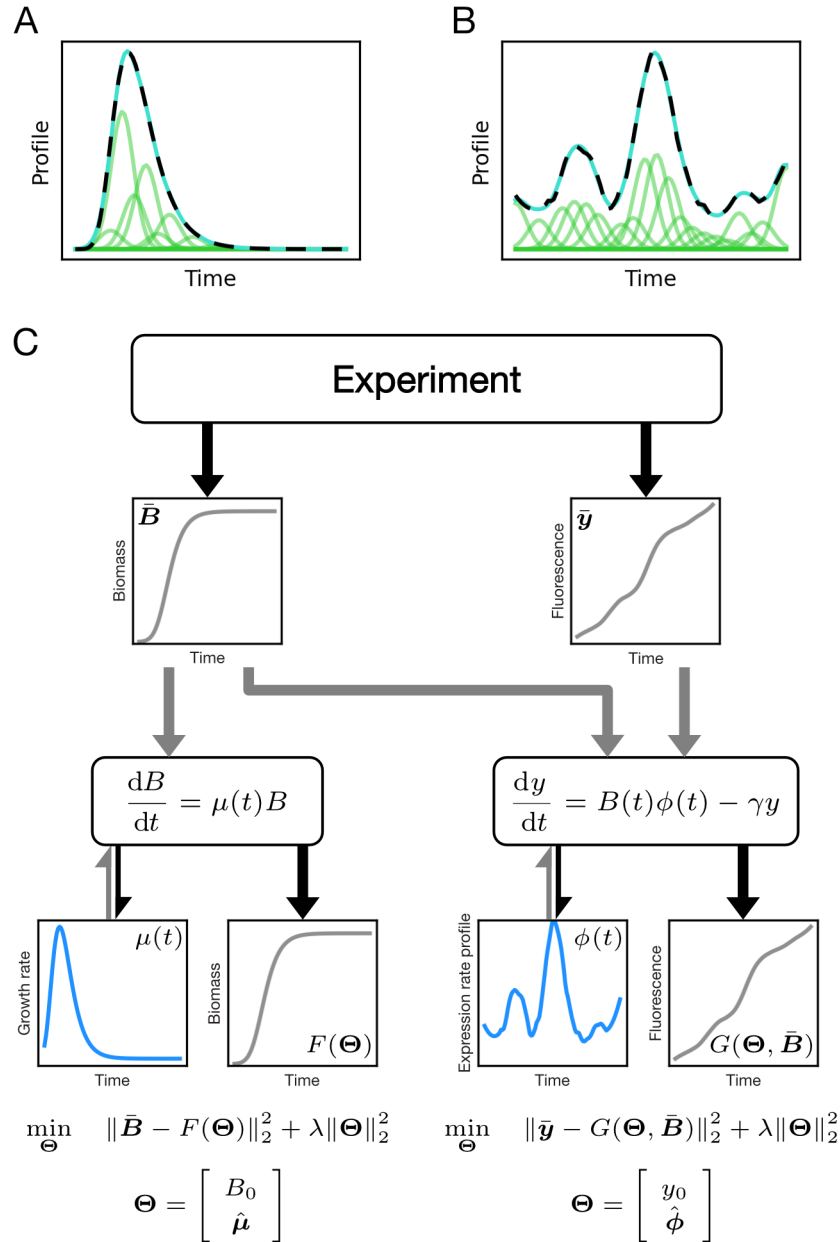 A
B
Profile
Time
Profile
Time
C
Experiment
B̄
Biomass
Time
ȳ
Fluorescence
Time
dB/dt = μ(t)B
dy/dt = B(t)ϕ(t) − γy
μ(t)
Growth rate
Time
Biomass
F(Θ)
Time
ϕ(t)
Expression rate profile
Time
Fluorescence
G(Θ, B̄)
Time
min_Θ ‖B̄ − F(Θ)‖₂² + λ‖Θ‖₂²
min_Θ ‖ȳ − G(Θ, B̄)‖₂² + λ‖Θ‖₂²
Θ = [ B₀
μ̂ ]
Θ = [ y₀
ϕ̂ ]